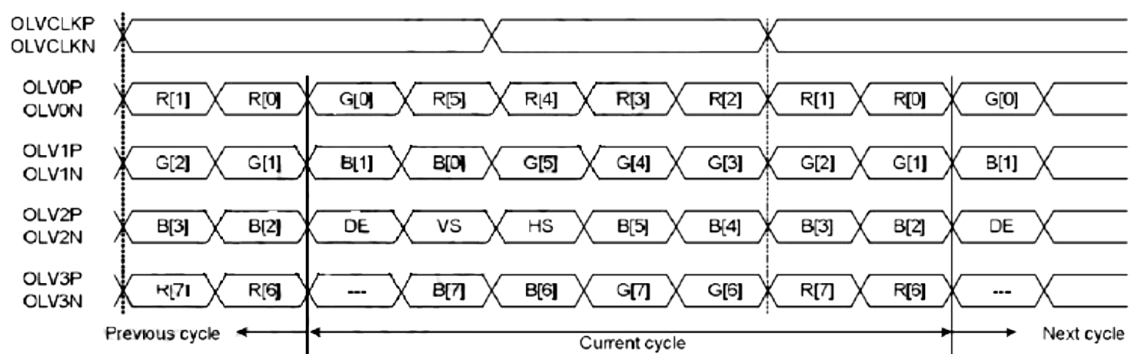 OLVCLKP
OLVCLKN
OLV0P
OLV0N
R[1] R[0] G[0] R[5] R[4] R[3] R[2] R[1] R[0] G[0]
OLV1P
OLV1N
G[2] G[1] B[1] B[0] G[5] G[4] G[3] G[2] G[1] B[1]
OLV2P
OLV2N
B[3] B[2] DE VS HS B[5] B[4] B[3] B[2] DE
OLV3P
OLV3N
R[7] R[6] --- B[7] B[6] G[7] G[6] R[7] R[6] ---
Previous cycle Current cycle Next cycle